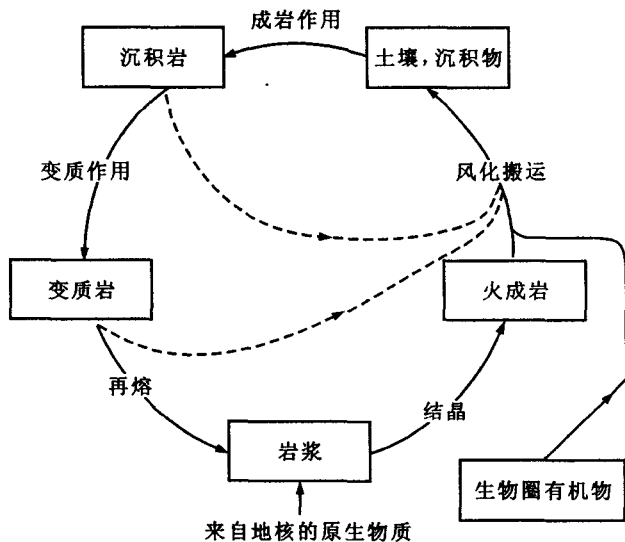 成岩作用
沉积岩
土壤,沉积物
变质作用
风化搬运
变质岩
火成岩
再熔
结晶
岩浆
生物圈有机物
来自地核的原生物质